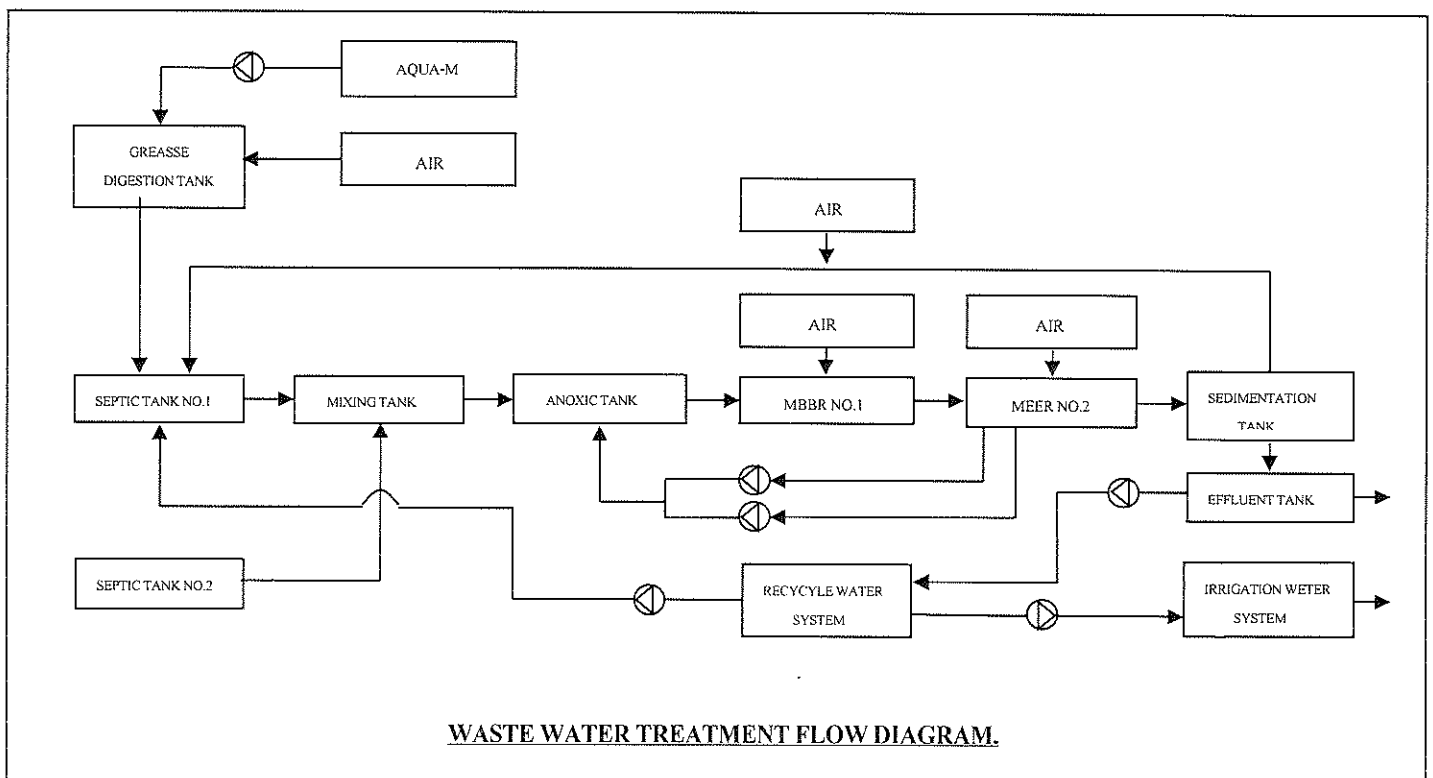 AQUA-M
GREASSE
DIGESTION TANK
AIR
AIR
AIR
AIR
SEPTIC TANK NO.1
MIXING TANK
ANOXIC TANK
MBBR NO.1
MEER NO.2
SEDIMENTATION
TANK
EFFLUENT TANK
SEPTIC TANK NO.2
RECYCYLE WATER
SYSTEM
IRRIGATION WETER
SYSTEM
WASTE WATER TREATMENT FLOW DIAGRAM.